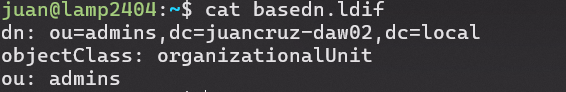 juan@lamp2404:~$ cat basedn.ldif
dn: ou=admins,dc=juancruz-daw02,dc=local
objectClass: organizationalUnit
ou: admins